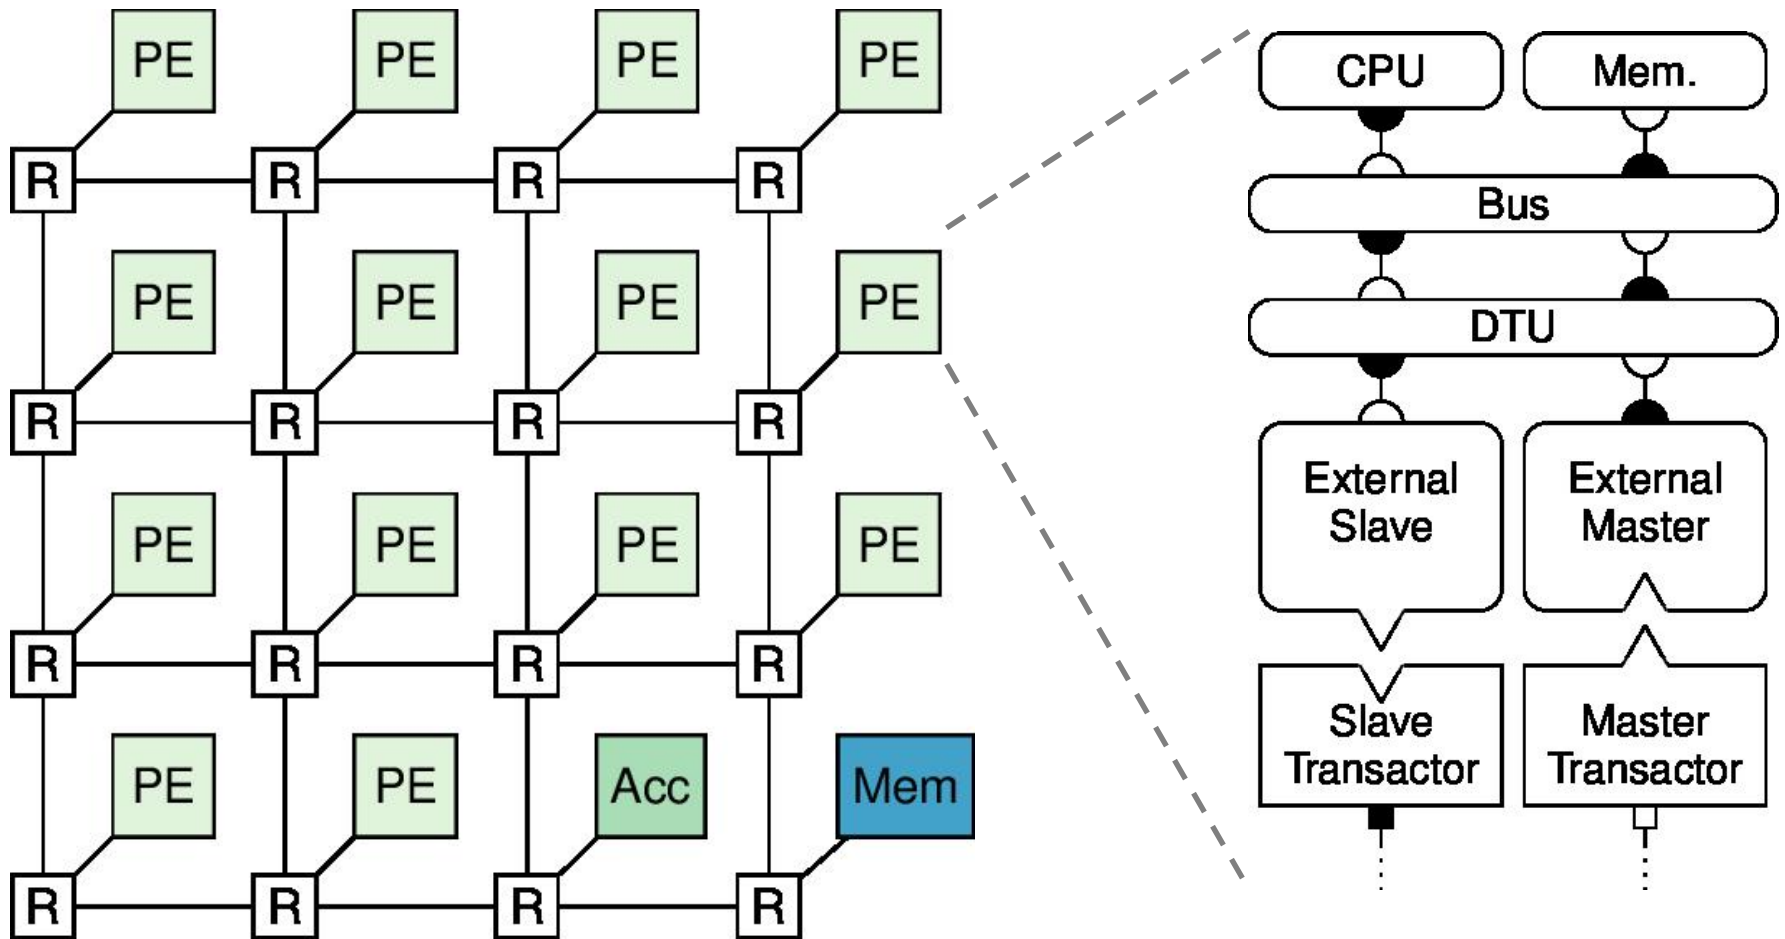 PE PE PE PE
R R R R
PE PE PE PE
R R R R
PE PE PE PE
R R R R
PE PE Acc Mem
R R R R
CPU Mem.
Bus
DTU
External
Slave
External
Master
Slave
Transactor
Master
Transactor